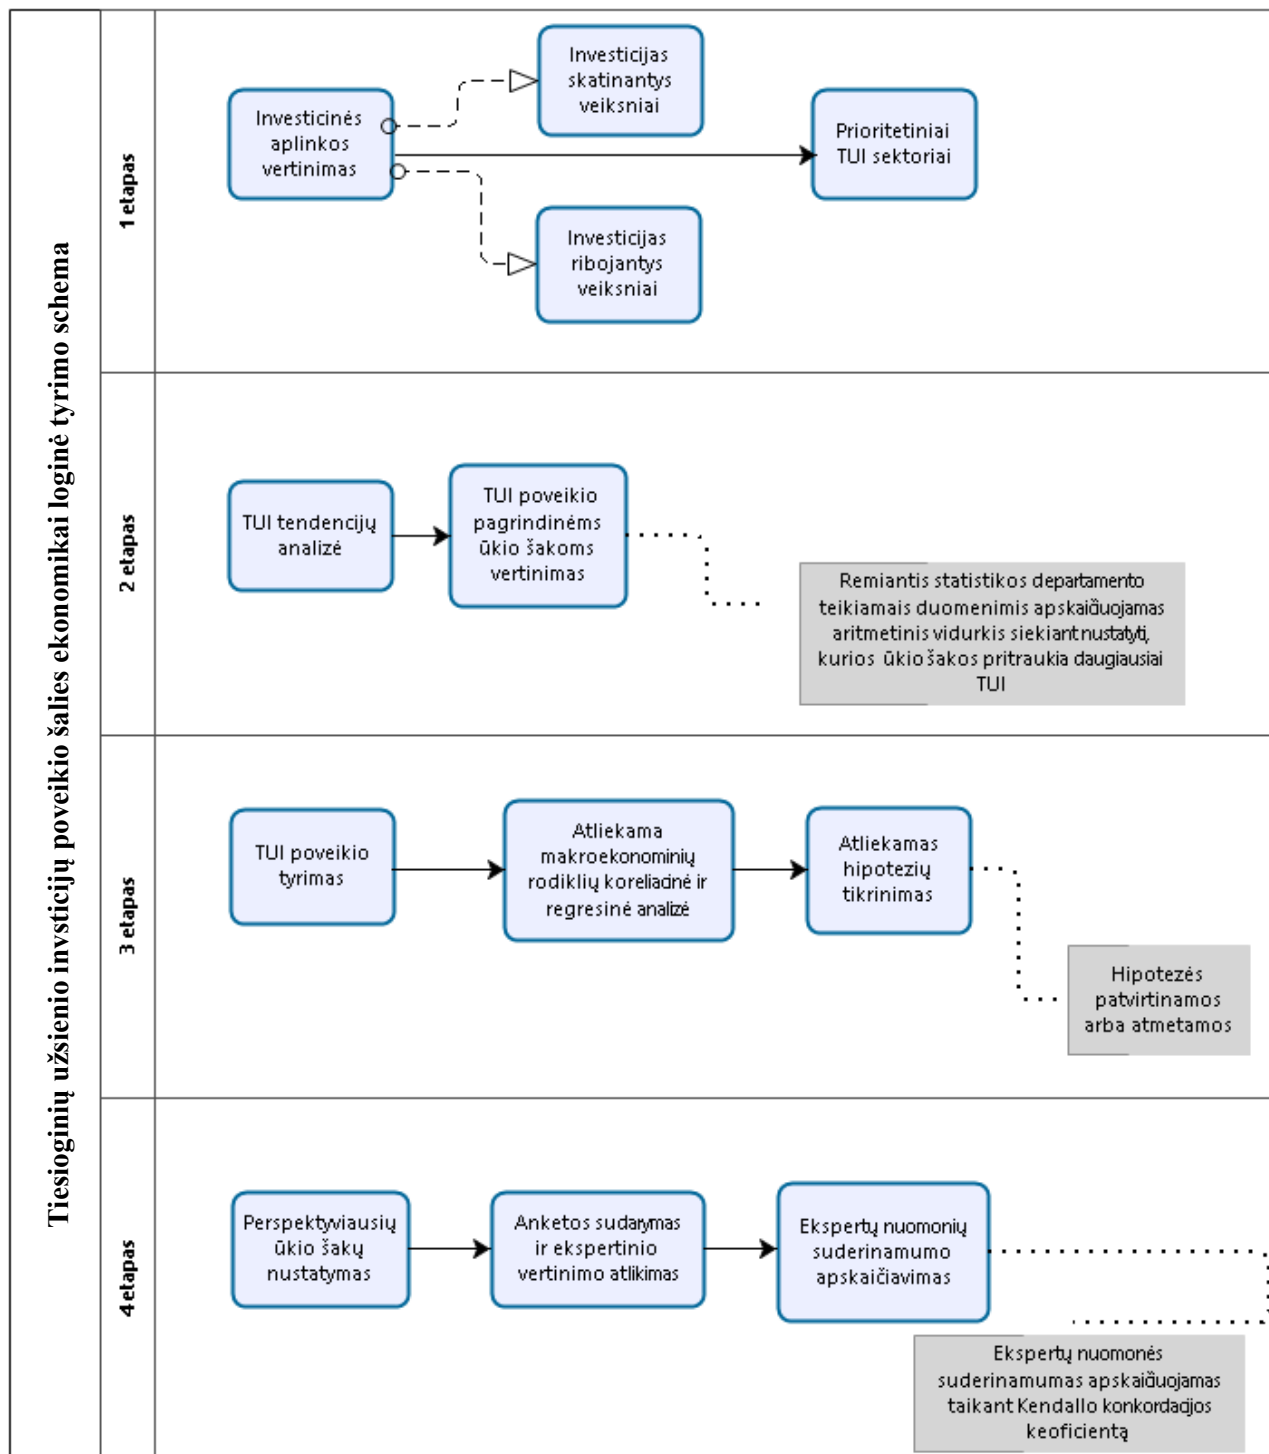 Tiesioginių užsienio invsticijų poveikio šalies ekonomikai loginė tyrimo schema
1 etapas
Investicinės
aplinkos
vertinimas
Investicijas
skatinantys
veiksniai
Investicijas
ribojantys
veiksniai
Prioritetiniai
TUI sektoriai
2 etapas
TUI tendencijų
analizė
TUI poveikio
pagrindinėms
ūkio šakoms
vertinimas
Remiantis statistikos departamento
teikiamais duomenimis apskaičiuojamas
aritmetinis vidurkis siekiant nustatyti,
kurios ūkio šakos pritraukia daugiausiai
TUI
3 etapas
TUI poveikio
tyrimas
Atliekama
makroekonominių
rodiklių koreliacinė ir
regresinė analizė
Atliekamas
hipotezių
tikrinimas
Hipotezės
patvirtinamos
arba atmetamos
4 etapas
Perspektyviausių
ūkio šakų
nustatymas
Anketos sudarymas
ir ekspertinio
vertinimo atlikimas
Ekspertų nuomonių
suderinamumo
apskaičiavimas
Ekspertų nuomonės
suderinamumas apskaičiuojamas
taikant Kendallo konkordacijos
keoficientą